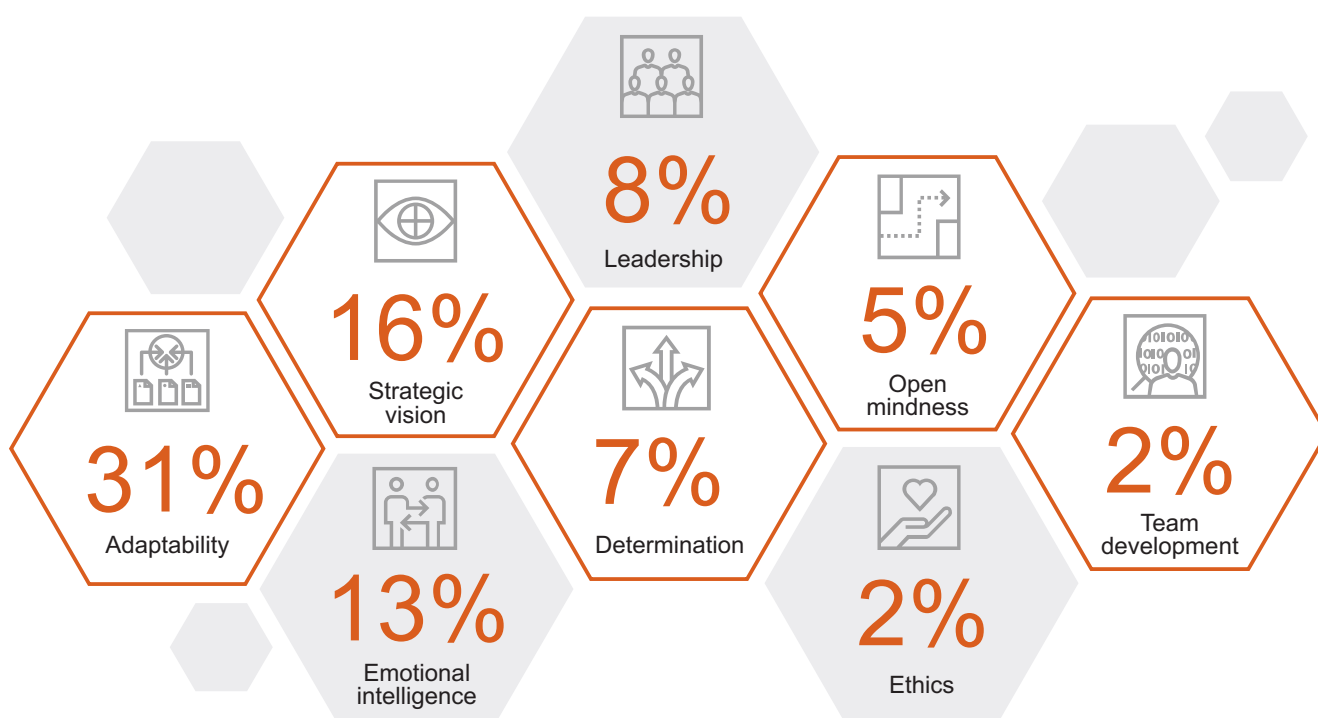 8%
Leadership
16%
Strategic
vision
5%
Open
mindness
31%
Adaptability
7%
Determination
2%
Team
development
13%
Emotional
intelligence
2%
Ethics